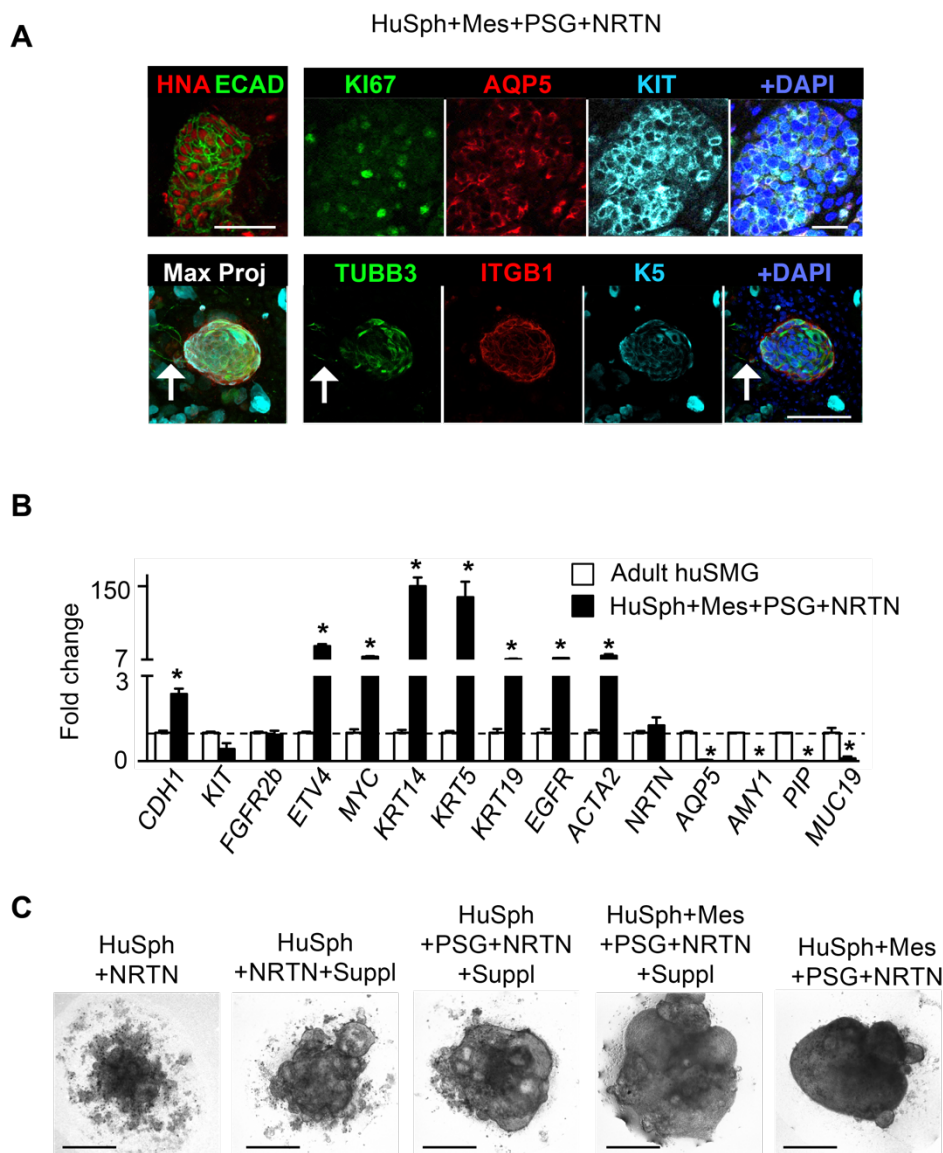 HuSph+Mes+PSG+NRTN
A
HNA ECAD
KI67
AQP5
KIT
+DAPI
Max Proj
TUBB3
ITGB1
K5
+DAPI
B
Fold change
150
7
3
0
* * * * * * * * * * * *
Adult huSMG
HuSph+Mes+PSG+NRTN
CDH1
KIT
FGFR2b
ETV4
MYC
KRT14
KRT5
KRT19
EGFR
ACTA2
NRTN
AQP5
AMY1
PIP
MUC19
C
HuSph
+NRTN
HuSph
+NRTN+Suppl
HuSph
+PSG+NRTN
+Suppl
HuSph+Mes
+PSG+NRTN
+Suppl
HuSph+Mes
+PSG+NRTN